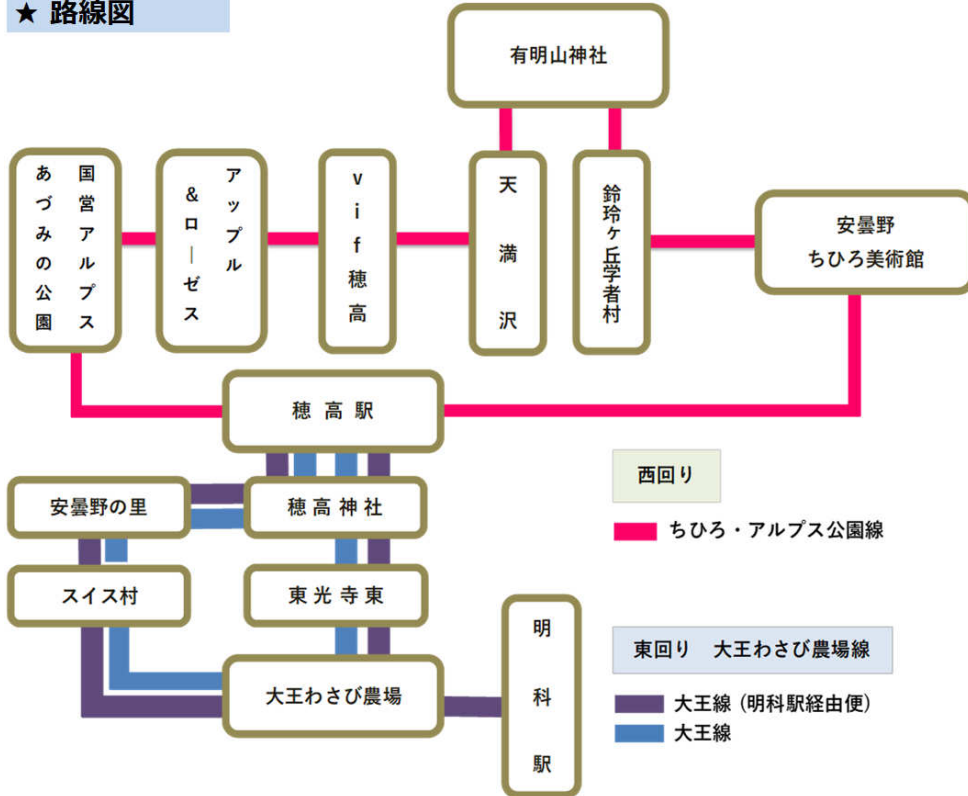 ★ 路線図
有明山神社
国営アルプス
あづみの公園
アップル
&ローゼス
vif穂高
天満沢
鈴玲ヶ丘学者村
安曇野
ちひろ美術館
穂高駅
西回り
安曇野の里
穂高神社
ちひろ・アルプス公園線
スイス村
東光寺東
明科駅
東回り 大王わさび農場線
大王わさび農場
大王線 (明科駅経由便)
大王線